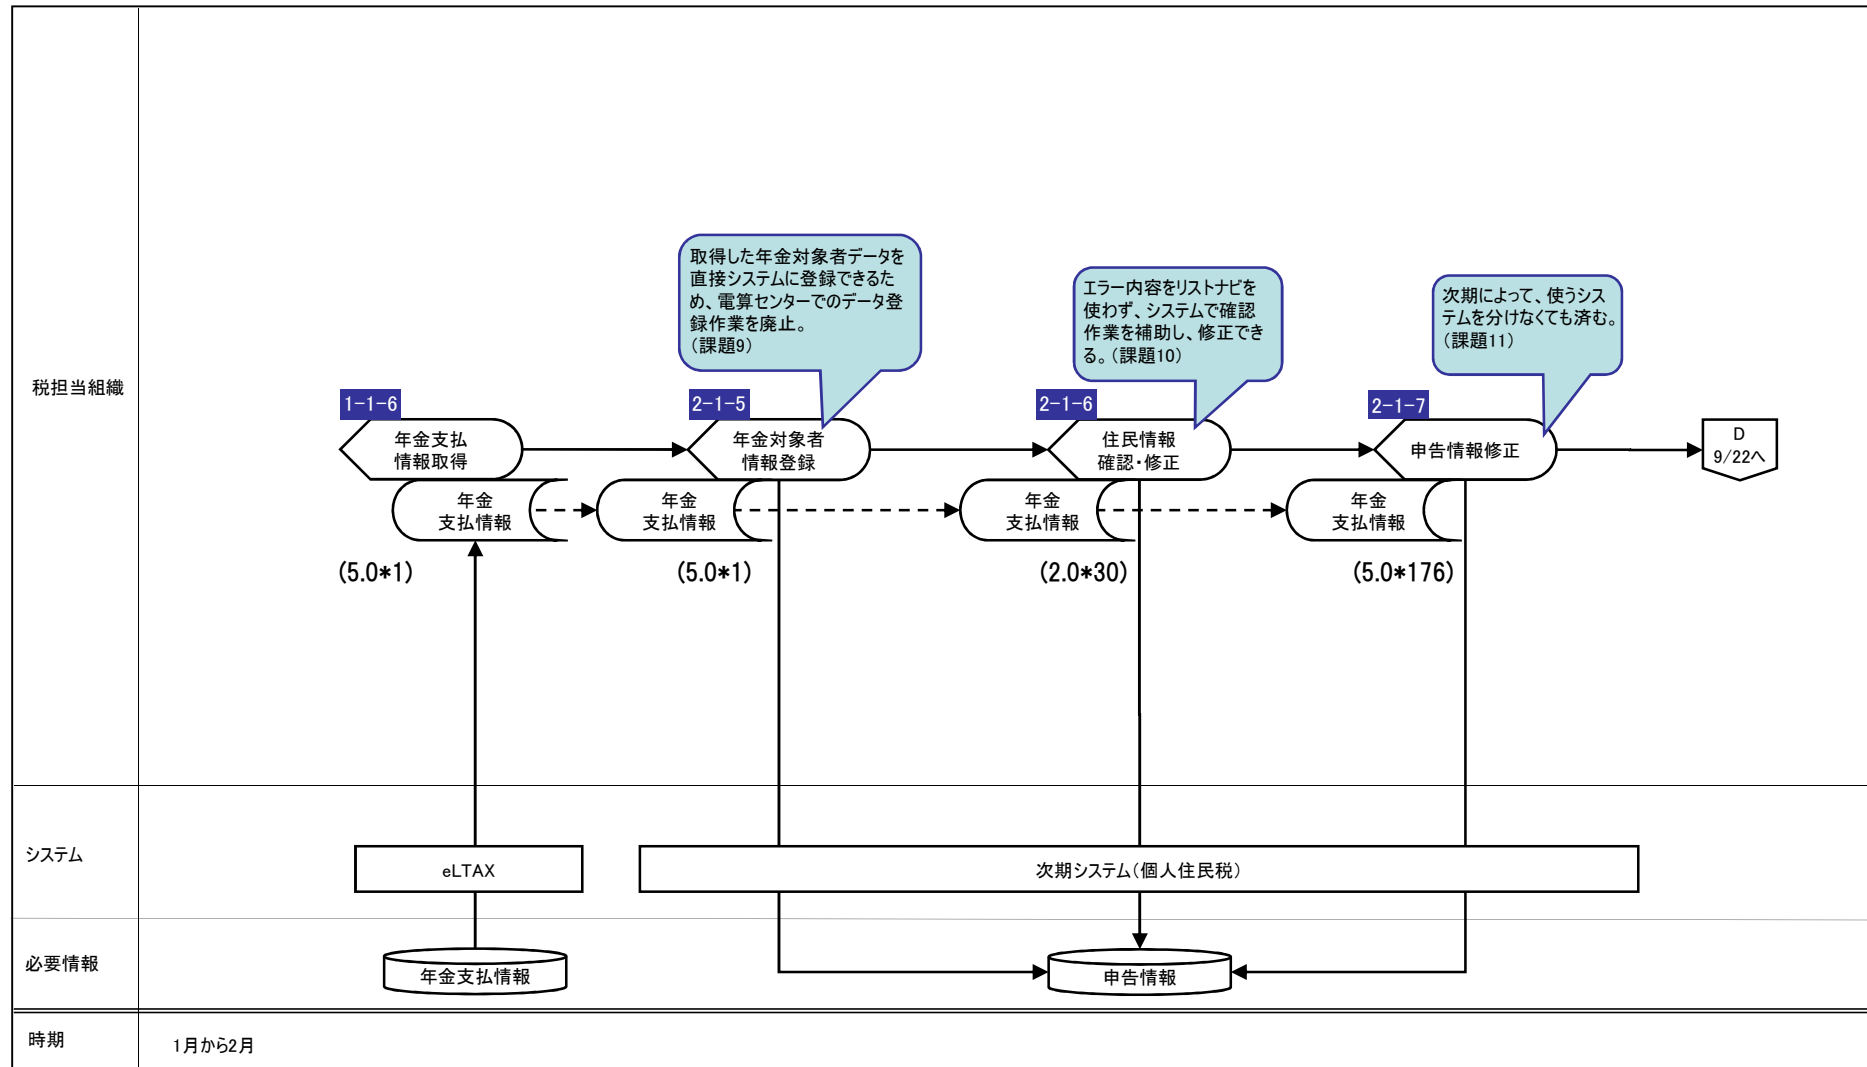 税担当組織
取得した年金対象者データを
直接システムに登録できるた
め、電算センターでのデータ登
録作業を廃止。
（課題9）
エラー内容をリストナビを
使わず、システムで確認
作業を補助し、修正でき
る。（課題10）
次期によって、使うシス
テムを分けなくても済む。
（課題11）
1-1-6
2-1-5
2-1-6
2-1-7
年金支払
情報取得
年金対象者
情報登録
住民情報
確認・修正
申告情報修正
D
9/22へ
年金
支払情報
年金
支払情報
年金
支払情報
年金
支払情報
(5.0*1)
(5.0*1)
(2.0*30)
(5.0*176)
システム
eLTAX
次期システム（個人住民税）
必要情報
年金支払情報
申告情報
時期
1月から2月